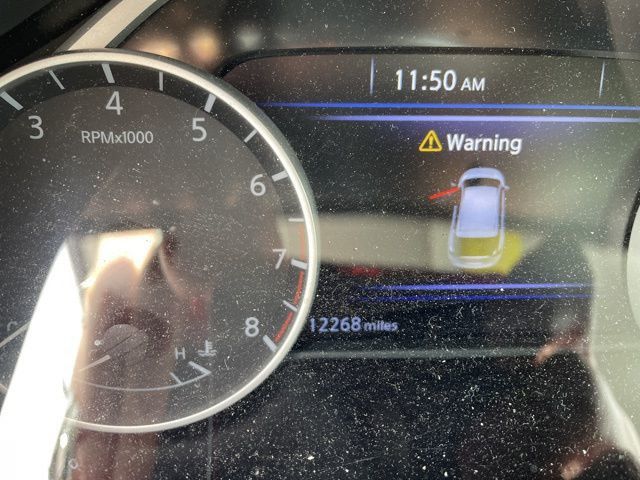 11:50 AM
Warning
3 4 5 6 7 8
RPMx1000
12268 miles
H